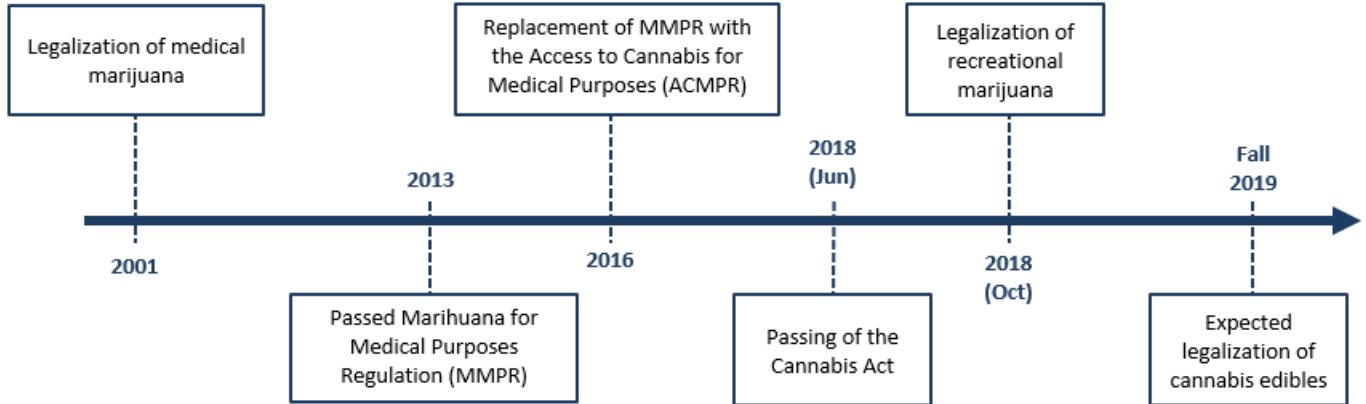 Legalization of medical
marijuana
Replacement of MMPR with
the Access to Cannabis for
Medical Purposes (ACMPR)
Legalization of
recreational
marijuana
2013
2018
(Jun)
Fall
2019
2001
2016
2018
(Oct)
Passed Marihuana for
Medical Purposes
Regulation (MMPR)
Passing of the
Cannabis Act
Expected
legalization of
cannabis edibles